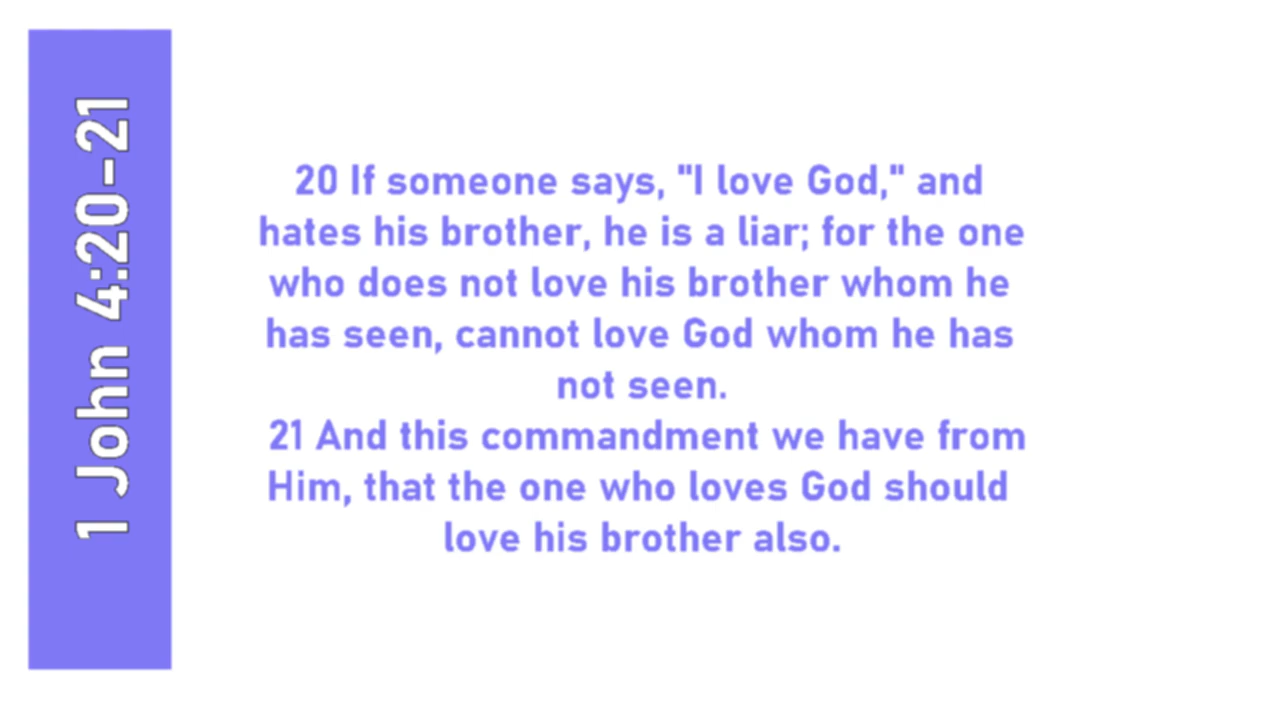 1 John 4:20-21
20 If someone says, "I love God," and
hates his brother, he is a liar; for the one
who does not love his brother whom he
has seen, cannot love God whom he has
not seen.
21 And this commandment we have from
Him, that the one who loves God should
love his brother also.